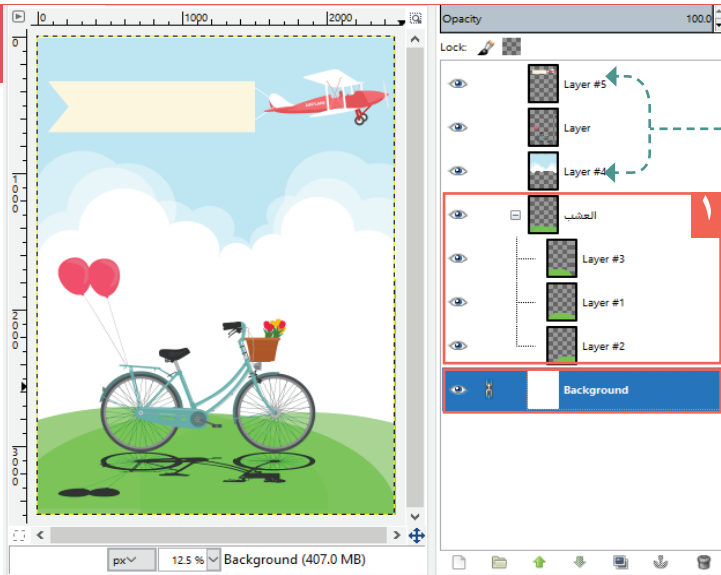 0 1000 2000
Opacity 100.0
Lock:
0
1000
2000
3000
Layer #5
Layer
Layer #4
١
العشب
Layer #3
Layer #1
Layer #2
Background
px 12.5 % Background (407.0 MB)